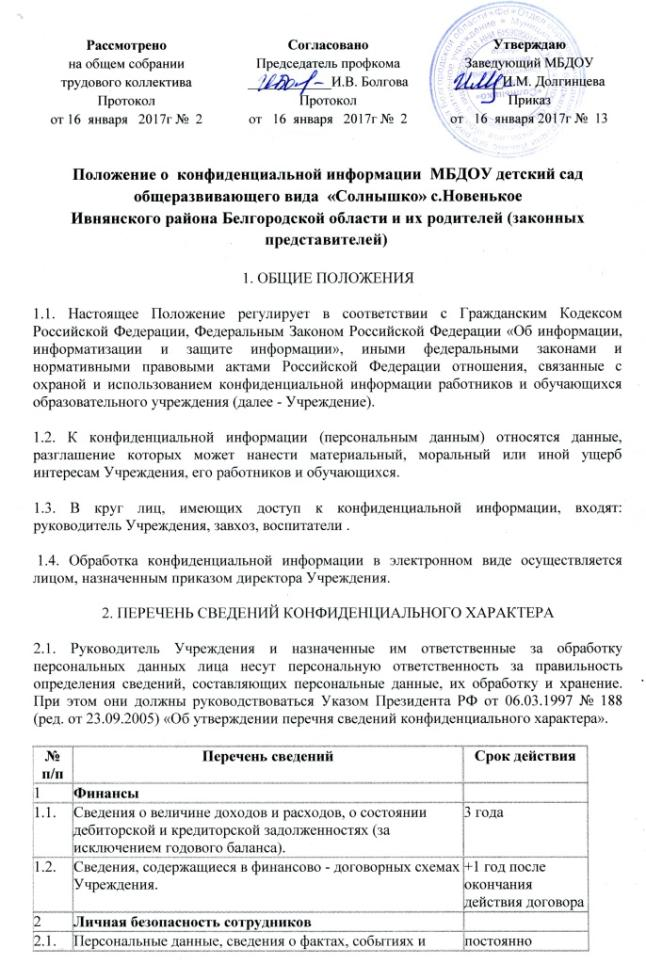 Рассмотрено
на общем собрании
трудового коллектива
Протокол
от 16 января 2017г № 2
Согласовано
Председатель профкома
И.В. Болгова
Протокол
от 16 января 2017г № 2
Утверждаю
Заведующий МБДОУ
И.М. Долгинцева
Приказ
от 16 января 2017г № 13
Положение о конфиденциальной информации МБДОУ детский сад
общеразвивающего вида «Солнышко» с.Новенькое
Ивнянского района Белгородской области и их родителей (законных
представителей)
1. ОБЩИЕ ПОЛОЖЕНИЯ
1.1. Настоящее Положение регулирует в соответствии с Гражданским Кодексом
Российской Федерации, Федеральным Законом Российской Федерации «Об информации,
информатизации и защите информации», иными федеральными законами и
нормативными правовыми актами Российской Федерации отношения, связанные с
охраной и использованием конфиденциальной информации работников и обучающихся
образовательного учреждения (далее - Учреждение).
1.2. К конфиденциальной информации (персональным данным) относятся данные,
разглашение которых может нанести материальный, моральный или иной ущерб
интересам Учреждения, его работников и обучающихся.
1.3. В круг лиц, имеющих доступ к конфиденциальной информации, входят:
руководитель Учреждения, завхоз, воспитатели .
1.4. Обработка конфиденциальной информации в электронном виде осуществляется
лицом, назначенным приказом директора Учреждения.
2. ПЕРЕЧЕНЬ СВЕДЕНИЙ КОНФИДЕНЦИАЛЬНОГО ХАРАКТЕРА
2.1. Руководитель Учреждения и назначенные им ответственные за обработку
персональных данных лица несут персональную ответственность за правильность
определения сведений, составляющих персональные данные, их обработку и хранение.
При этом они должны руководствоваться Указом Президента РФ от 06.03.1997 № 188
(ред. от 23.09.2005) «Об утверждении перечня сведений конфиденциального характера».
№ Перечень сведений Срок действия
п/п
1 Финансы
1.1. Сведения о величине доходов и расходов, о состоянии 3 года
дебиторской и кредиторской задолженностях (за
исключением годового баланса).
1.2. Сведения, содержащиеся в финансово - договорных схемах +1 год после
Учреждения. окончания
действия договора
2 Личная безопасность сотрудников
2.1. Персональные данные, сведения о фактах, событиях и постоянно